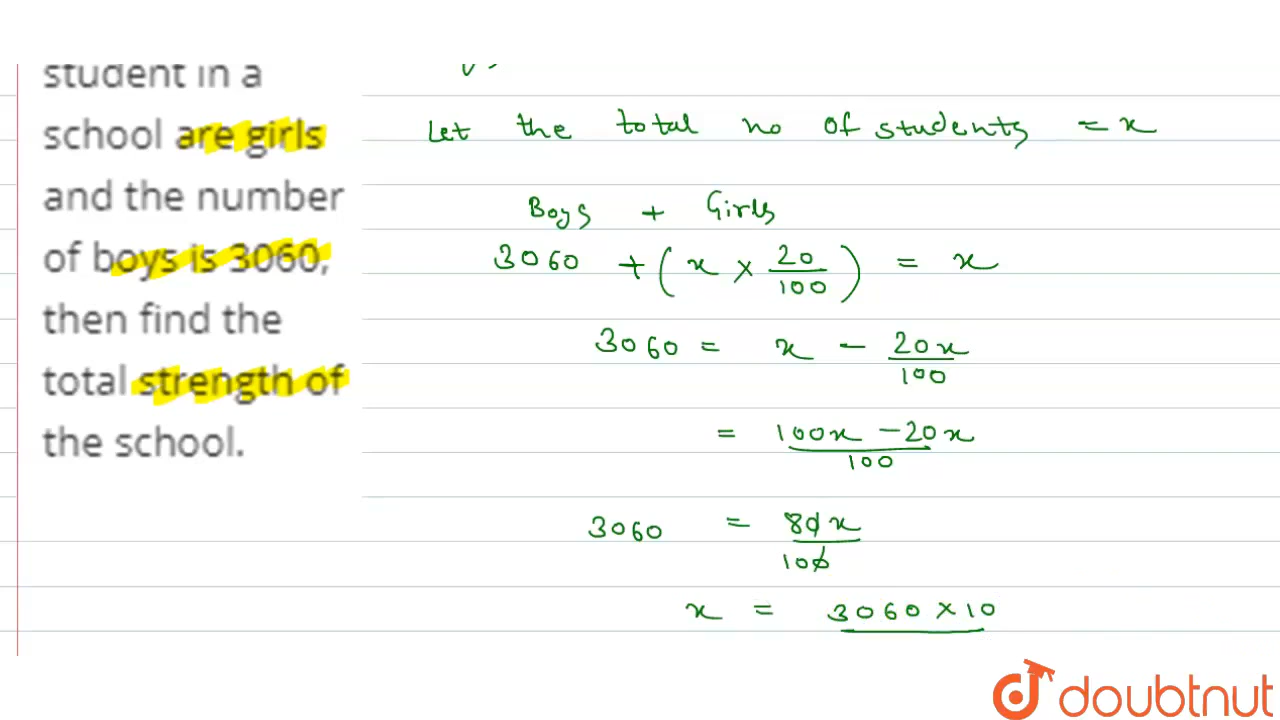 student in a
school are girls
and the number
of boys is 3060,
then find the
total strength of
the school.
Let the total no of students = x
Boys + Girls
3060 + ( x × 20/100 ) = x
3060 = x - 20x/100
= 100x - 20x/100
3060 = 80x/100
x = 3060 × 10
doubtnut